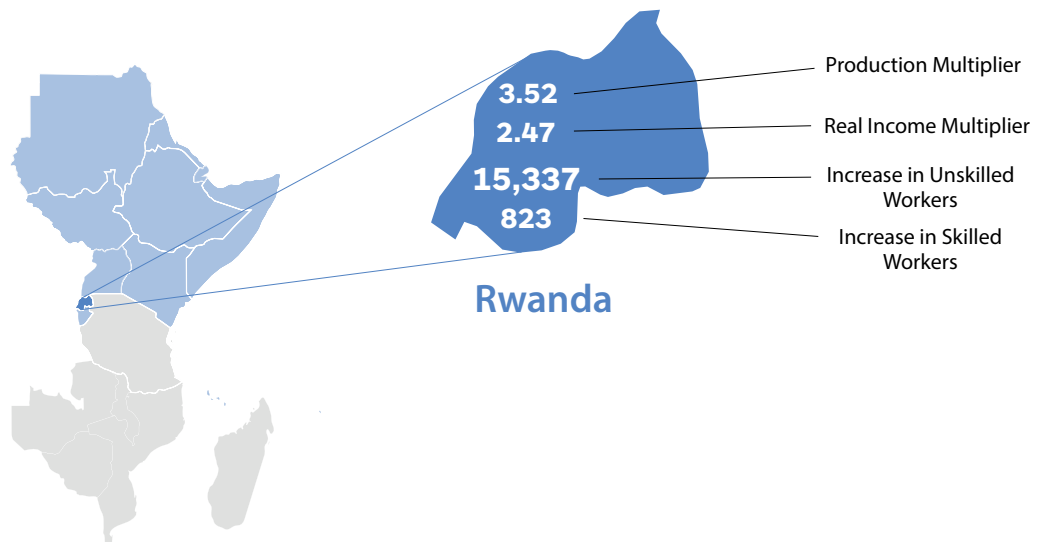 3.52
Production Multiplier
2.47
Real Income Multiplier
15,337
Increase in Unskilled
Workers
823
Increase in Skilled
Workers
Rwanda